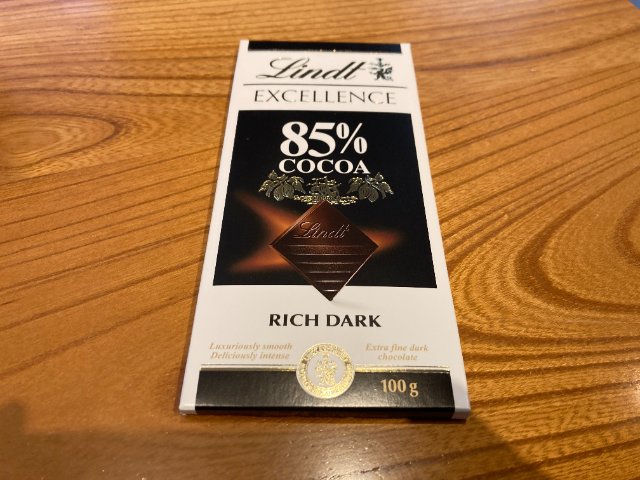 Lindt
EXCELLENCE
85%
COCOA
Lindt
RICH DARK
Luxuriously smooth
Deliciously intense
Extra fine dark
chocolate
100 g